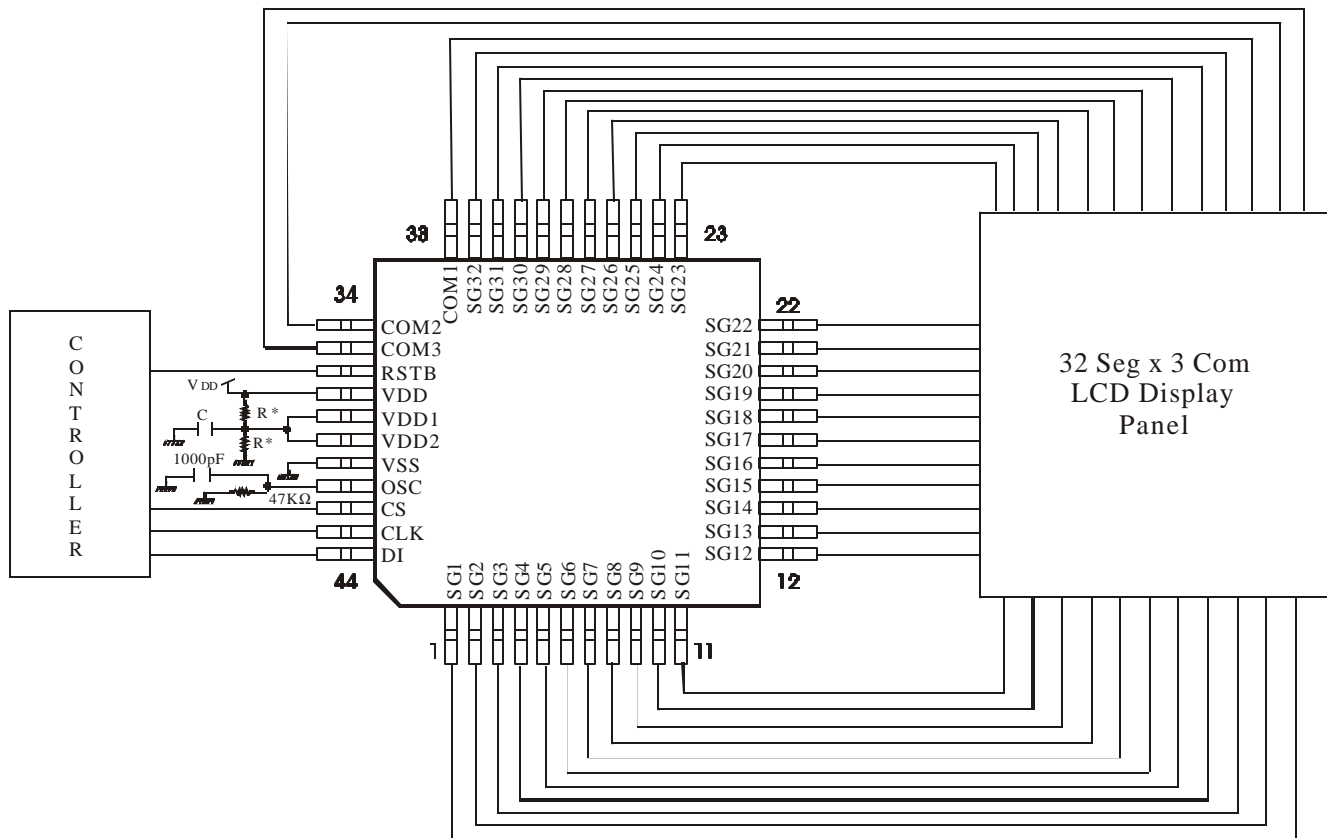 33
23
COM1
SG32
SG31
SG30
SG29
SG28
SG27
SG26
SG25
SG24
SG23
34
COM2
COM3
RSTB
VDD
VDD1
VDD2
VSS
OSC
CS
CLK
DI
44
CONTROLLER
VDD
R*
C
R*
1000pF
47KΩ
22
SG22
SG21
SG20
SG19
SG18
SG17
SG16
SG15
SG14
SG13
SG12
12
32 Seg x 3 Com
LCD Display
Panel
SG1
SG2
SG3
SG4
SG5
SG6
SG7
SG8
SG9
SG10
SG11
1
11